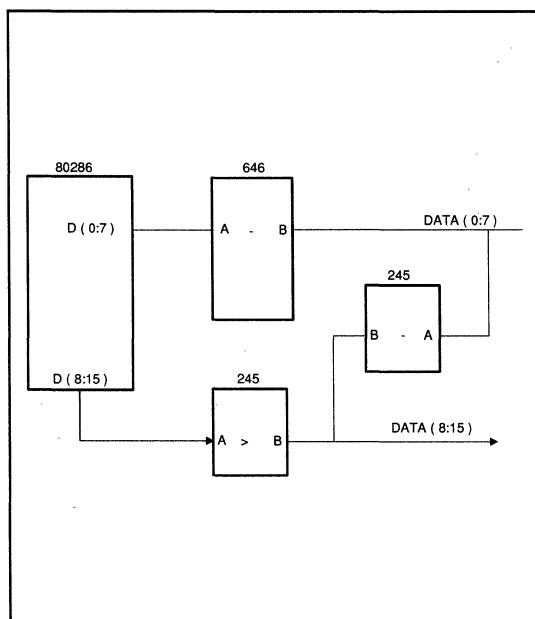 80286
646
D ( 0:7 )
A - B
DATA ( 0:7 )
245
B - A
D ( 8:15 )
245
A > B
DATA ( 8:15 )